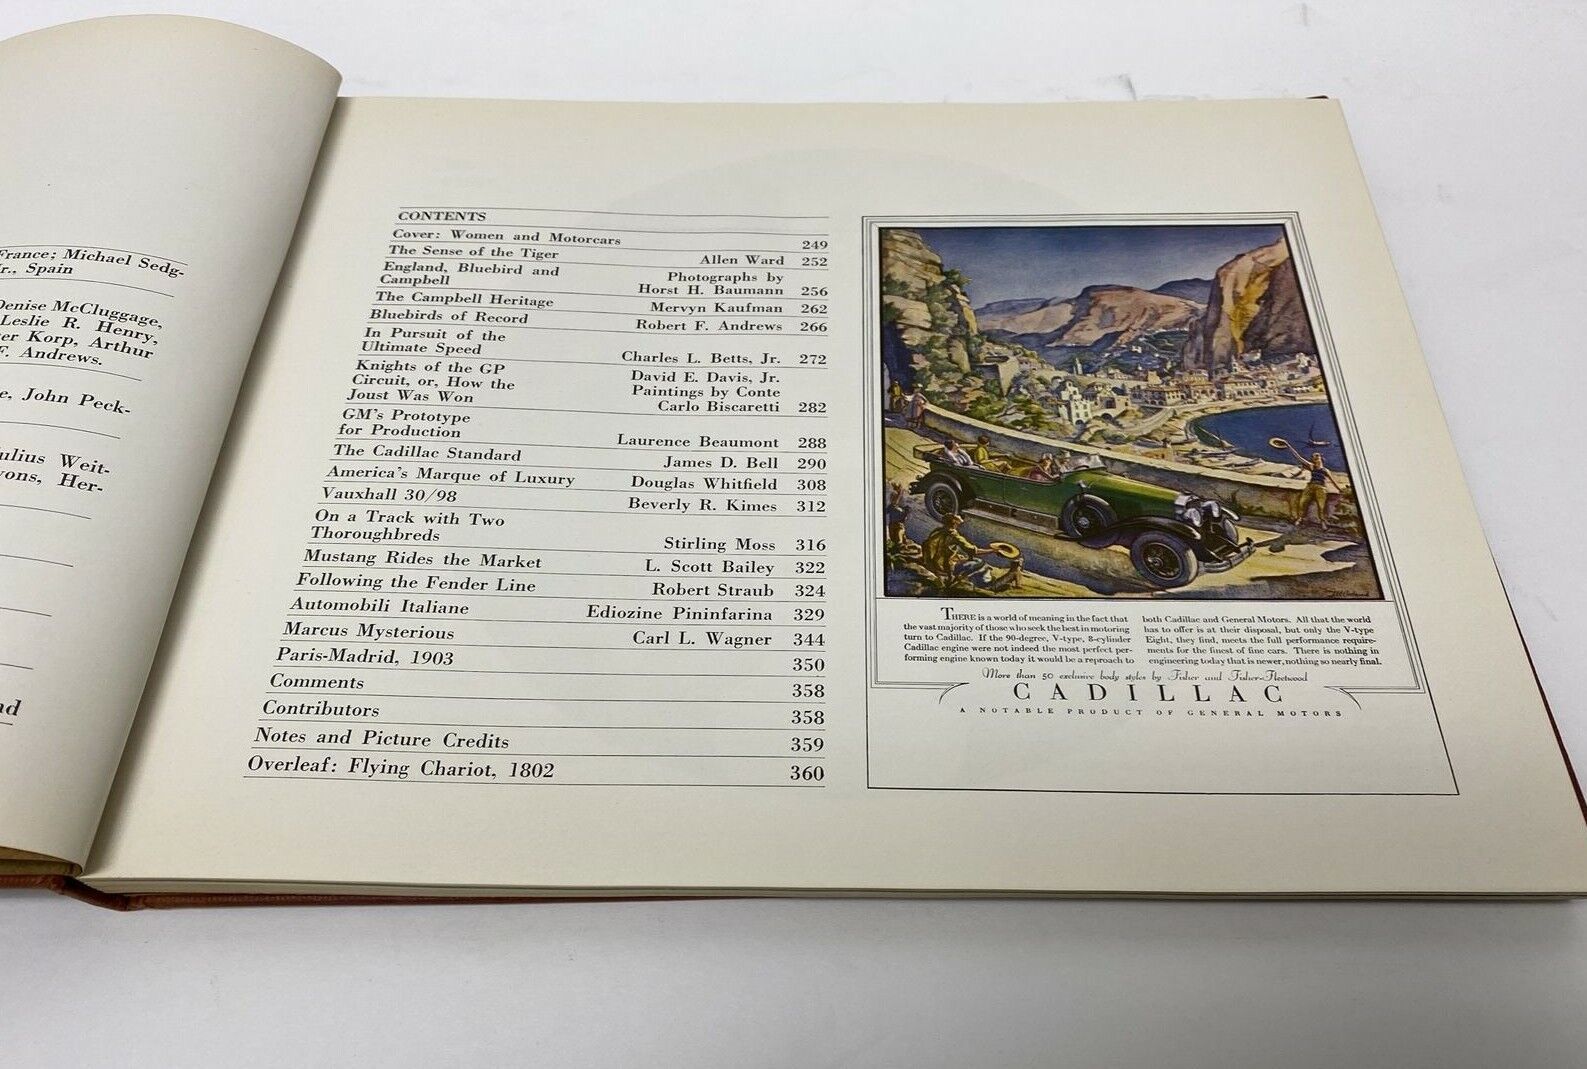 France; Michael Sedg-
Jr., Spain
Denise McCluggage,
Leslie R. Henry,
Korp, Arthur
F. Andrews.
John Peck-
Julius Weit-
Her-
CONTENTS
Cover: Women and Motorcars 249
The Sense of the Tiger Allen Ward 252
England, Bluebird and Photographs by
Campbell Horst H. Baumann 256
The Campbell Heritage Mervyn Kaufman 262
Bluebirds of Record Robert F. Andrews 266
In Pursuit of the
Ultimate Speed Charles L. Betts, Jr. 272
Knights of the GP David E. Davis, Jr.
Circuit, or, How the Paintings by Conte
Joust Was Won Carlo Biscaretti 282
GM's Prototype
for Production Laurence Beaumont 288
The Cadillac Standard James D. Bell 290
America's Marque of Luxury Douglas Whitfield 308
Vauxhall 30/98 Beverly R. Kimes 312
On a Track with Two
Thoroughbreds Stirling Moss 316
Mustang Rides the Market L. Scott Bailey 322
Following the Fender Line Robert Straub 324
Automobili Italiane Ediozine Pininfarina 329
Marcus Mysterious Carl L. Wagner 344
Paris-Madrid, 1903 350
Comments 358
Contributors 358
Notes and Picture Credits 359
Overleaf: Flying Chariot, 1802 360
THERE is a world of meaning in the fact that
the vast majority of those who seek the best in motoring
turn to Cadillac. If the 90-degree, V-type, 8-cylinder
Cadillac engine were not indeed the most perfect per-
forming engine known today it would be a reproach to
both Cadillac and General Motors. All that the world
has to offer is at their disposal, but only the V-type
Eight, they find, meets the full performance require-
ments for the finest of fine cars. There is nothing in
engineering today that is newer, nothing so nearly final.
More than 50 exclusive body styles by Fisher and Fisher-Fleetwood
CADILLAC
A NOTABLE PRODUCT OF GENERAL MOTORS